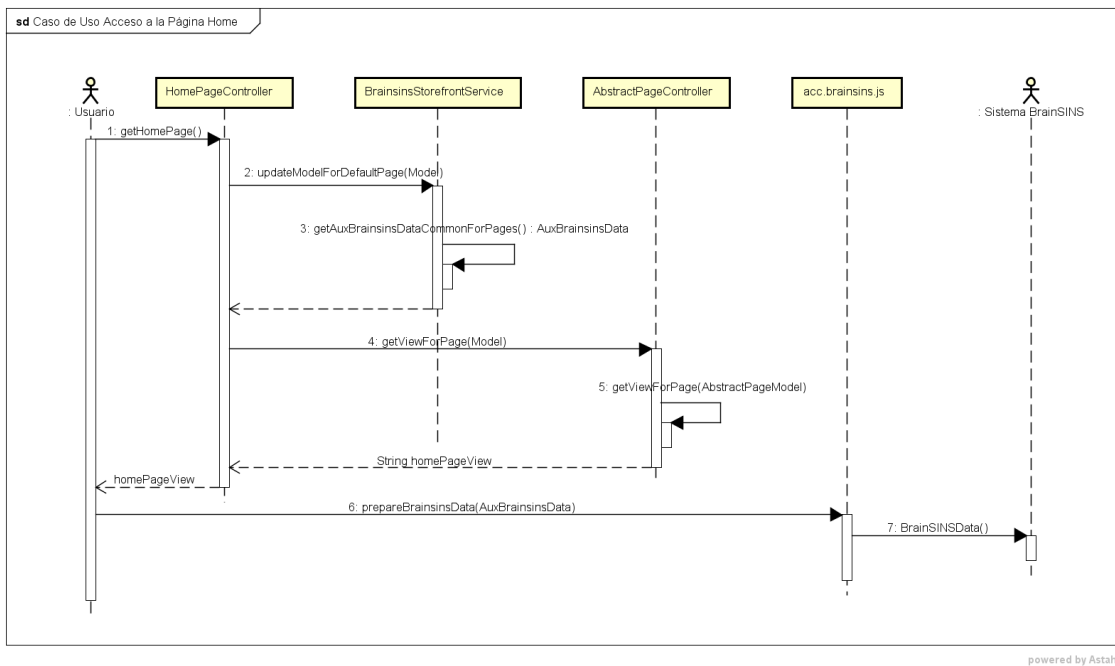 sd Caso de Uso Acceso a la Página Home
HomePageController
BrainsinsStorefrontService
AbstractPageController
acc.brainsins.js
: Usuario
: Sistema BrainSINS
1: getHomePage()
2: updateModelForDefaultPage(Model)
3: getAuxBrainsinsDataCommonForPages() : AuxBrainsinsData
4: getViewForPage(Model)
5: getViewForPage(AbstractPageModel)
String homePageView
homePageView
6: prepareBrainsinsData(AuxBrainsinsData)
7: BrainSINSData()
powered by Astah